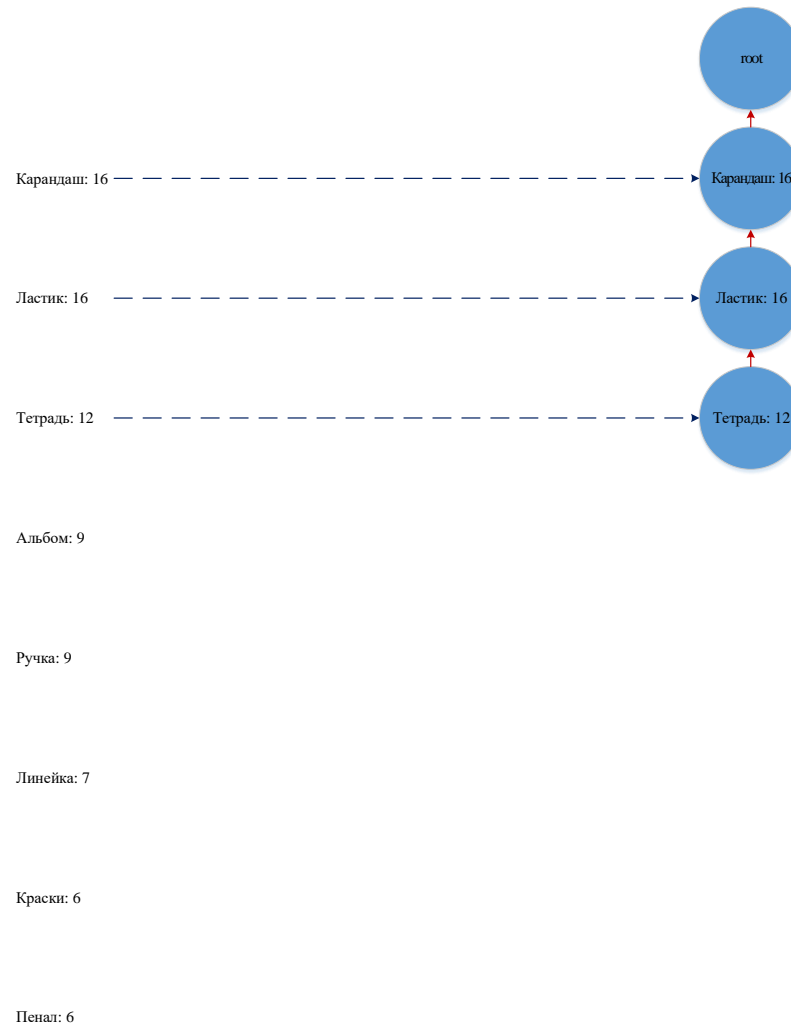 root
Карандаш: 16
Карандаш: 16
Ластик: 16
Ластик: 16
Тетрадь: 12
Тетрадь: 12
Альбом: 9
Ручка: 9
Линейка: 7
Краски: 6
Пенал: 6